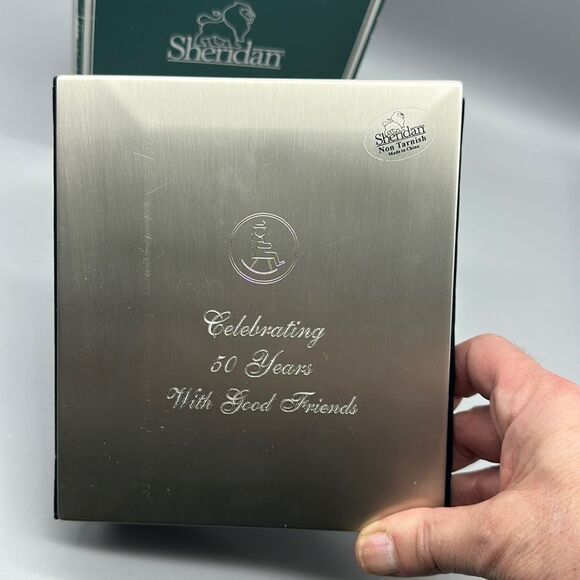 Sheridan
Sheridan
Non Tarnish
Made in China
Celebrating
50 Years
With Good Friends